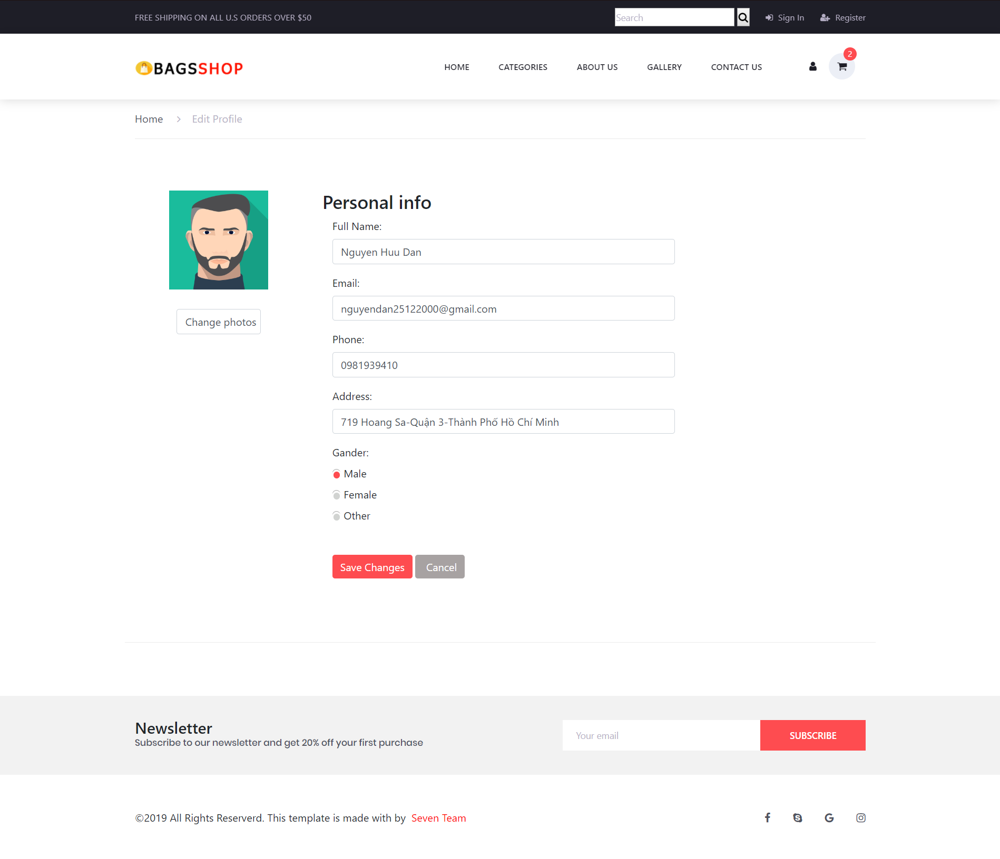 FREE SHIPPING ON ALL U.S ORDERS OVER $50
Search
Sign In
Register
BAGSSHOP
HOME
CATEGORIES
ABOUT US
GALLERY
CONTACT US
2
Home
Edit Profile
Change photos
Personal info
Full Name:
Nguyen Huu Dan
Email:
nguyendan25122000@gmail.com
Phone:
0981939410
Address:
719 Hoang Sa-Quận 3-Thành Phố Hồ Chí Minh
Gander:
Male
Female
Other
Save Changes
Cancel
Newsletter
Subscribe to our newsletter and get 20% off your first purchase
Your email
SUBSCRIBE
©2019 All Rights Reserverd. This template is made with by Seven Team